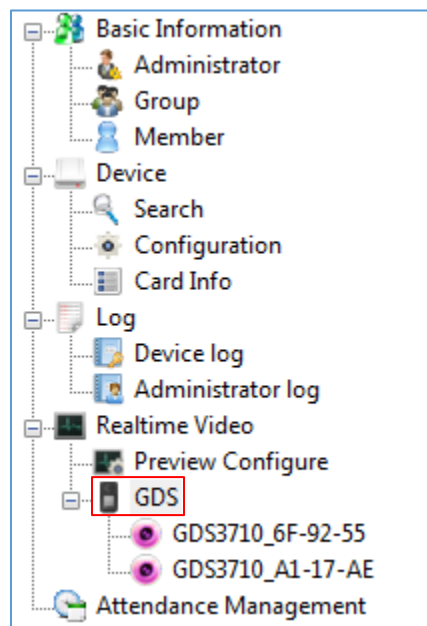 Basic Information
Administrator
Group
Member
Device
Search
Configuration
Card Info
Log
Device log
Administrator log
Realtime Video
Preview Configure
GDS
GDS3710_6F-92-55
GDS3710_A1-17-AE
Attendance Management